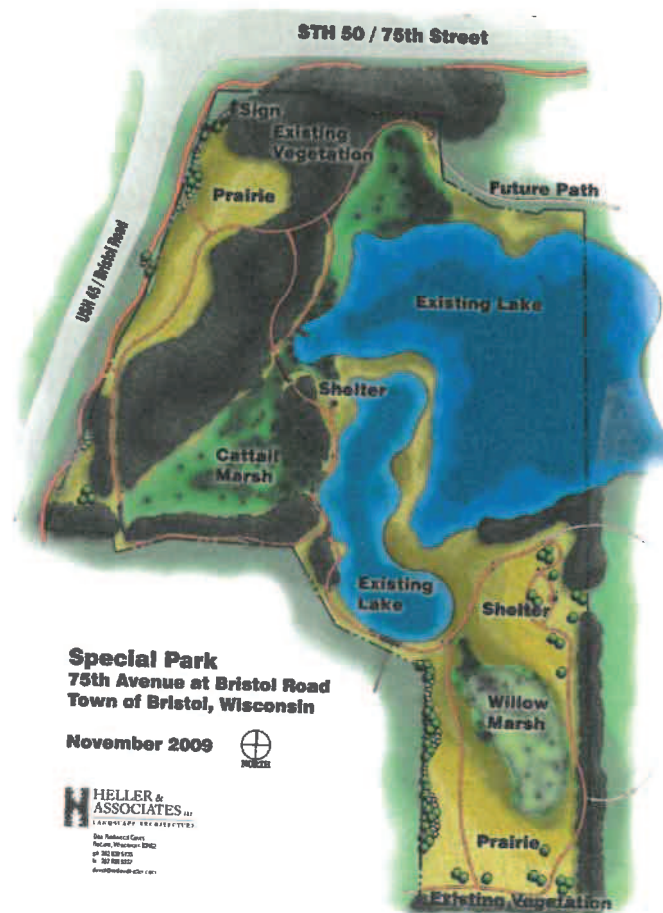 STH 50 / 75th Street
Sign
Existing
Vegetation
Prairie
Future Path
USH 45 / Bristol Road
Existing Lake
Shelter
Cattail
Marsh
Existing
Lake
Shelter
Special Park
75th Avenue at Bristol Road
Town of Bristol, Wisconsin
Willow
Marsh
November 2009
NORTH
HELLER &
ASSOCIATES
LANDSCAPE ARCHITECTURE
Prairie
Existing Vegetation